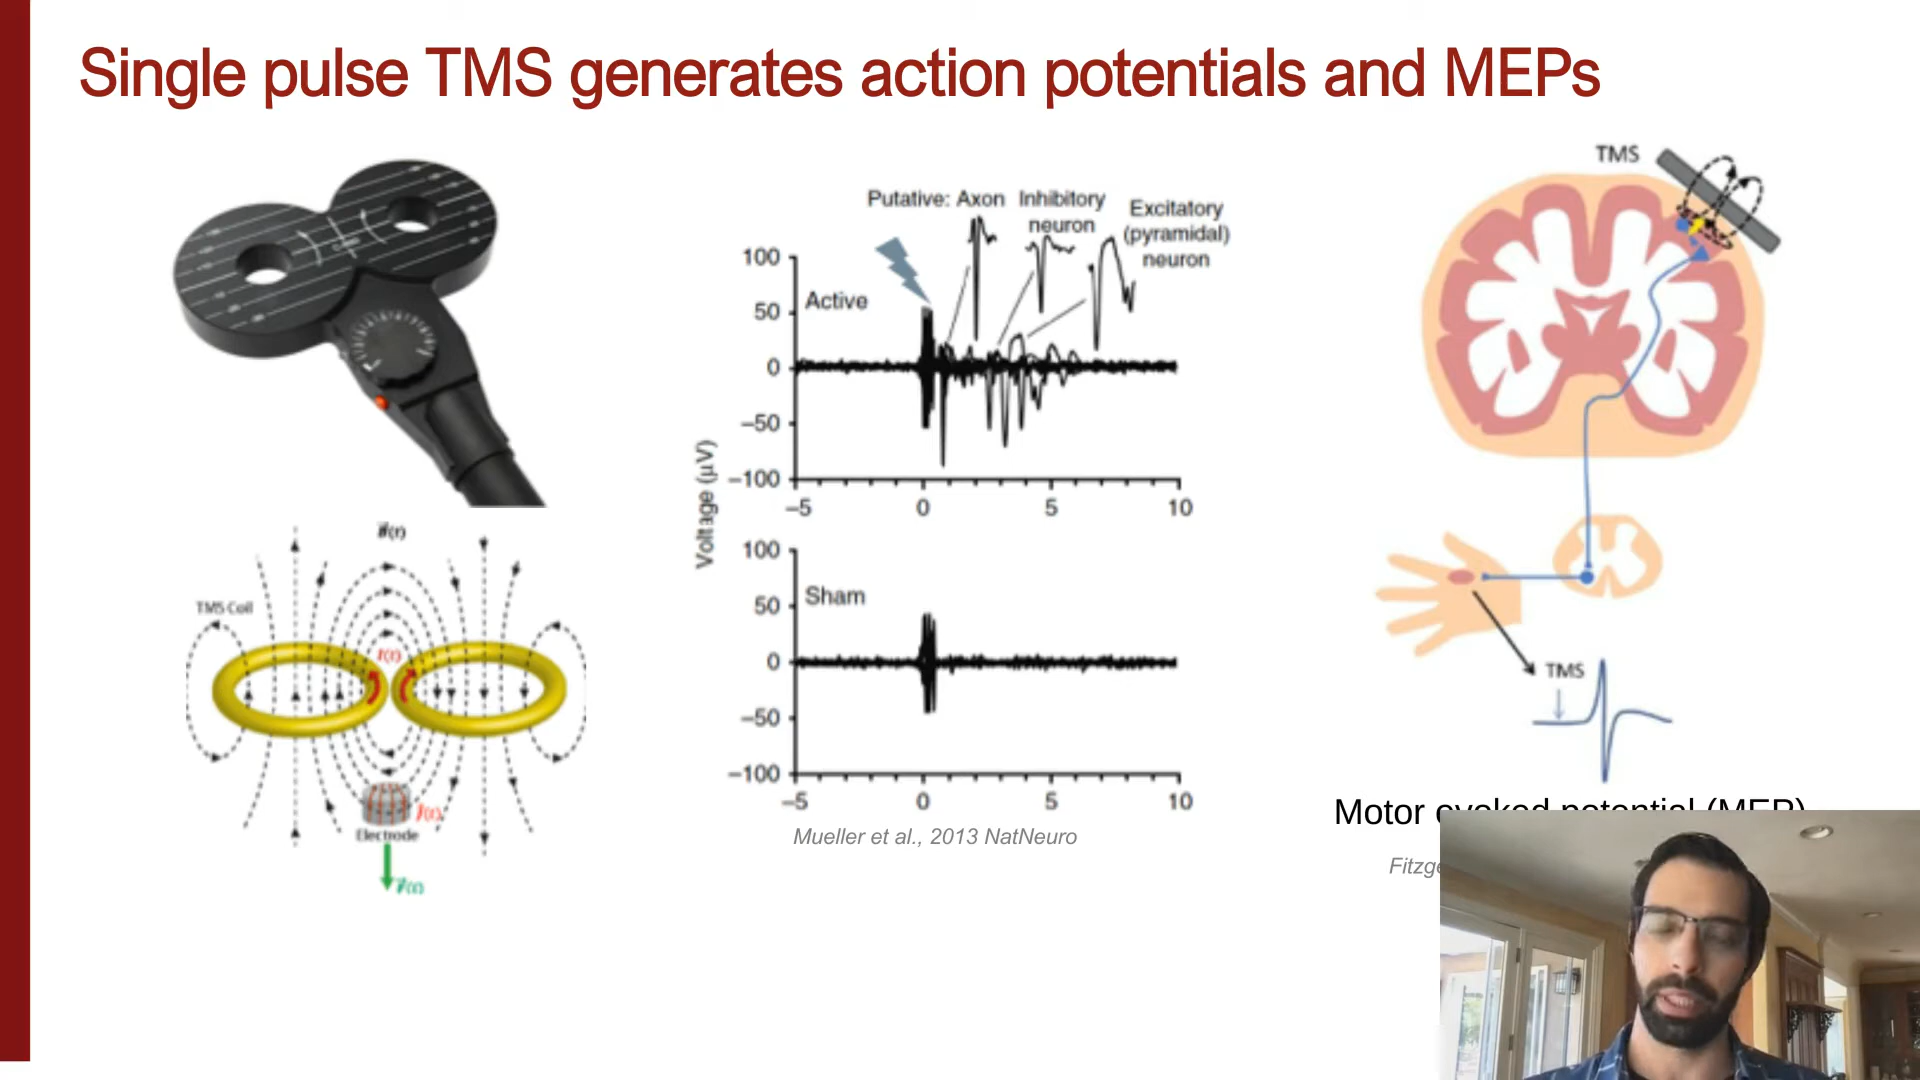 Single pulse TMS generates action potentials and MEPs
TMS Coil
Electrode
Putative: Axon
Inhibitory
neuron
Excitatory
(pyramidal)
neuron
Active
100
50
0
−50
−100
−5 0 5 10
Voltage (µV)
Sham
100
50
0
−50
−100
−5 0 5 10
Mueller et al., 2013 NatNeuro
TMS
TMS
Motor evoked potential (MEP)